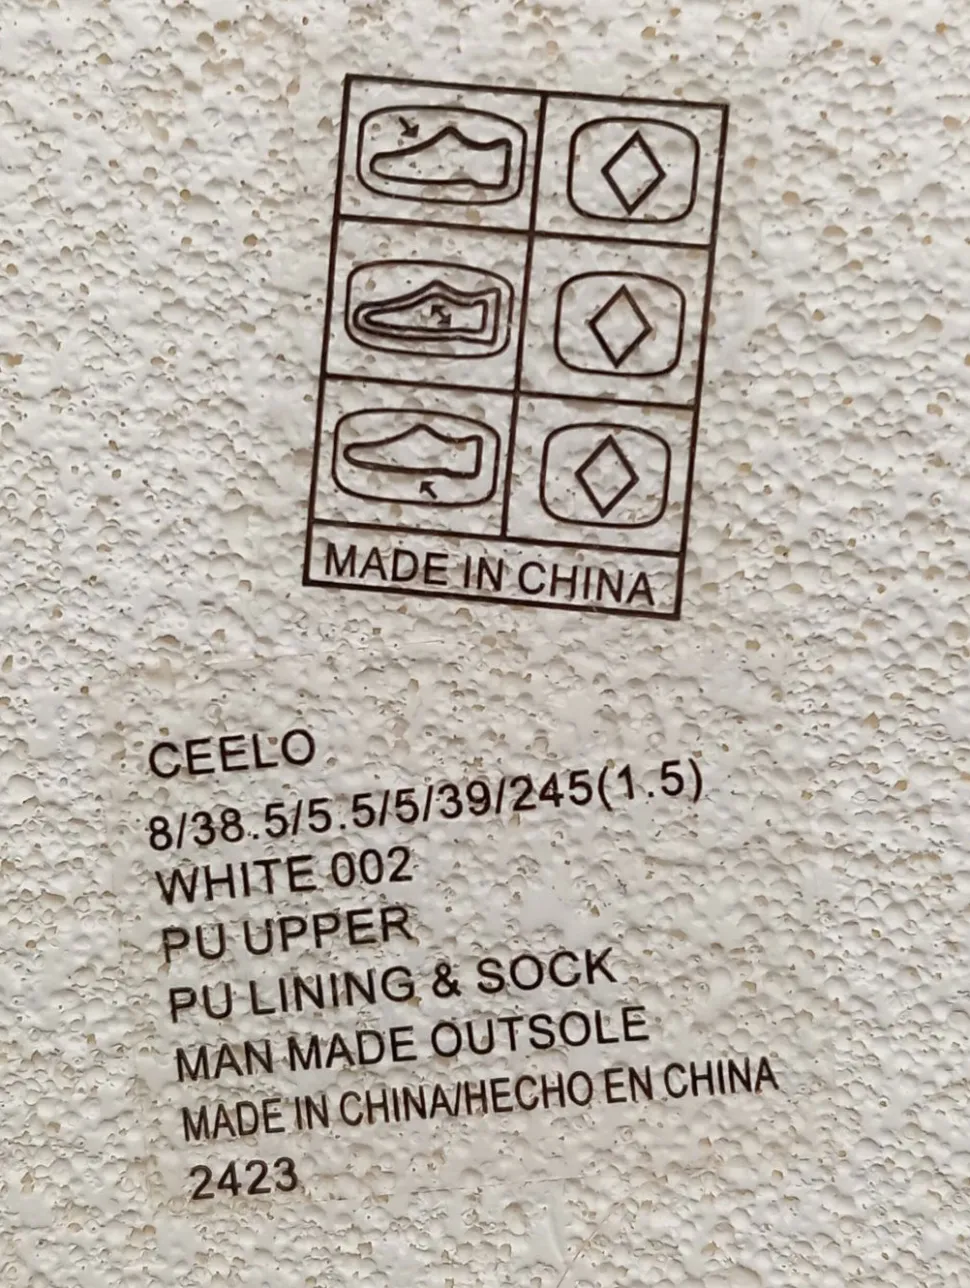 MADE IN CHINA
CEELO
8/38.5/5.5/5/39/245(1.5)
WHITE 002
PU UPPER
PU LINING & SOCK
MAN MADE OUTSOLE
MADE IN CHINA/HECHO EN CHINA
2423